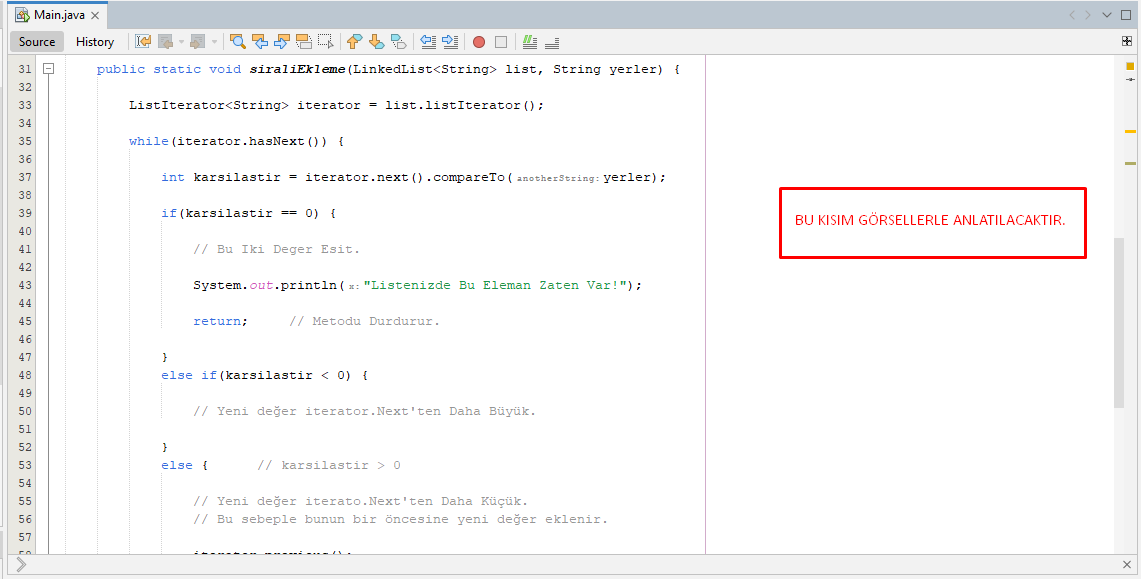 Main.java
Source History
31 public static void siraliEkleme(LinkedList<String> list, String yerler) {
32
33 ListIterator<String> iterator = list.listIterator();
34
35 while(iterator.hasNext()) {
36
37 int karsilastir = iterator.next().compareTo( anotherString: yerler);
38
39 if(karsilastir == 0) {
40
41 // Bu Iki Deger Esit.
42
43 System.out.println( x: "Listenizde Bu Eleman Zaten Var!");
44
45 return; // Metodu Durdurur.
46
47 }
48 else if(karsilastir < 0) {
49
50 // Yeni değer iterator.Next'ten Daha Büyük.
51
52 }
53 else { // karsilastir > 0
54
55 // Yeni değer iterato.Next'ten Daha Küçük.
56 // Bu sebeple bunun bir öncesine yeni değer eklenir.
57
58 iterator.previous();
BU KISIM GÖRSELLERLE ANLATILACAKTIR.